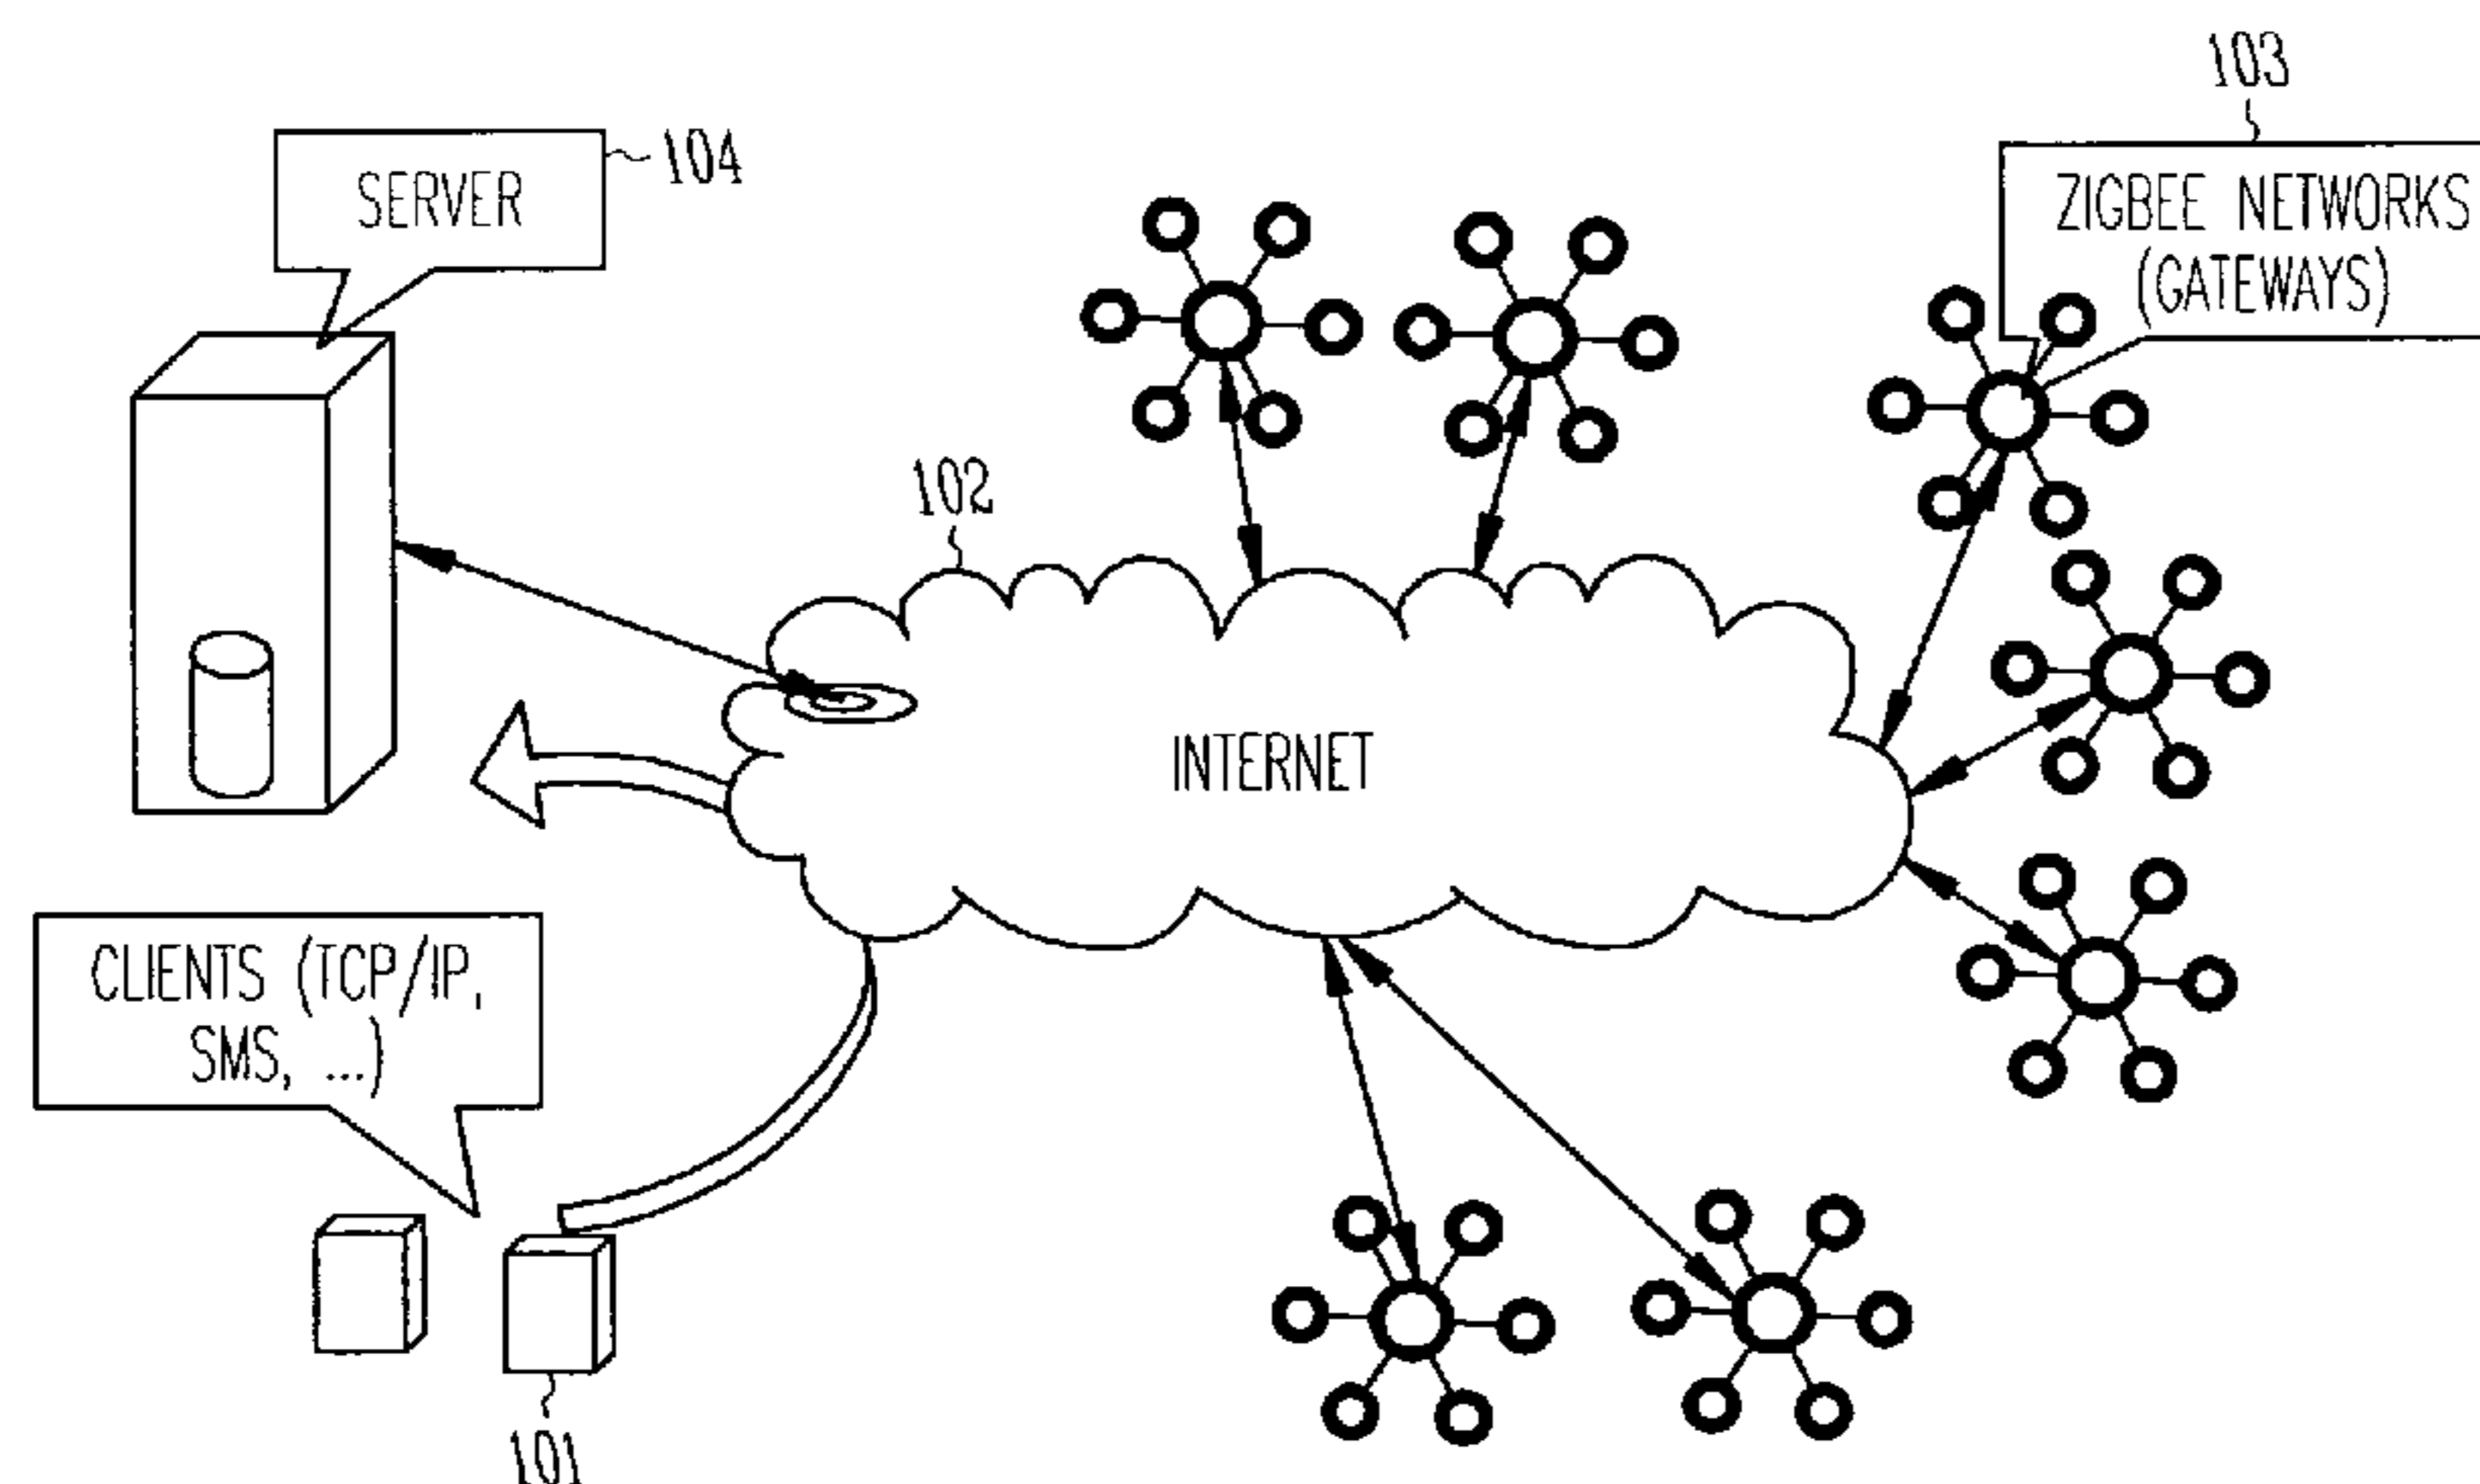 103
104
SERVER
ZIGBEE NETWORKS
(GATEWAYS)
102
INTERNET
CLIENTS (TCP/IP,
SMS, ...)
101